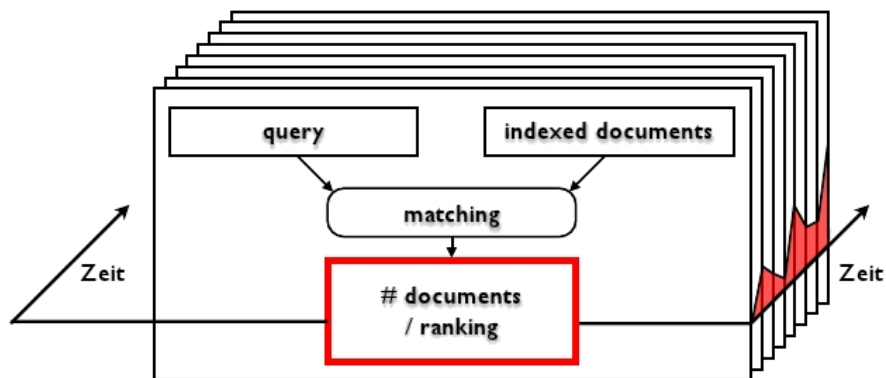 query
indexed documents
matching
Zeit
# documents
/ ranking
Zeit